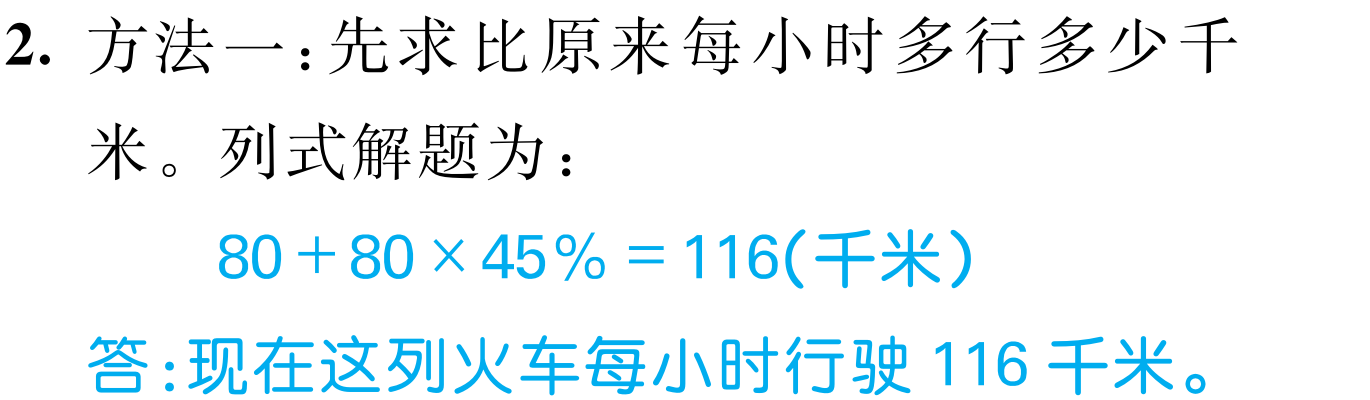 2. 方法一:先求比原来每小时多行多少千
米。列式解题为:
80+80×45%=116(千米)
答:现在这列火车每小时行驶 116 千米。